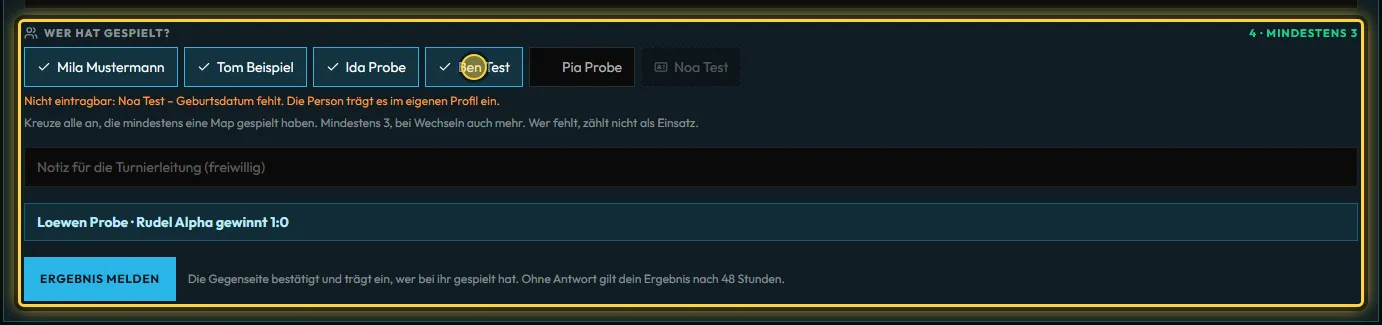 WER HAT GESPIELT? 4 · MINDESTENS 3
Mila Mustermann Tom Beispiel Ida Probe Ben Test Pia Probe Noa Test
Nicht eintragbar: Noa Test – Geburtsdatum fehlt. Die Person trägt es im eigenen Profil ein.
Kreuze alle an, die mindestens eine Map gespielt haben. Mindestens 3, bei Wechseln auch mehr. Wer fehlt, zählt nicht als Einsatz.
Notiz für die Turnierleitung (freiwillig)
Loewen Probe · Rudel Alpha gewinnt 1:0
ERGEBNIS MELDEN Die Gegenseite bestätigt und trägt ein, wer bei ihr gespielt hat. Ohne Antwort gilt dein Ergebnis nach 48 Stunden.